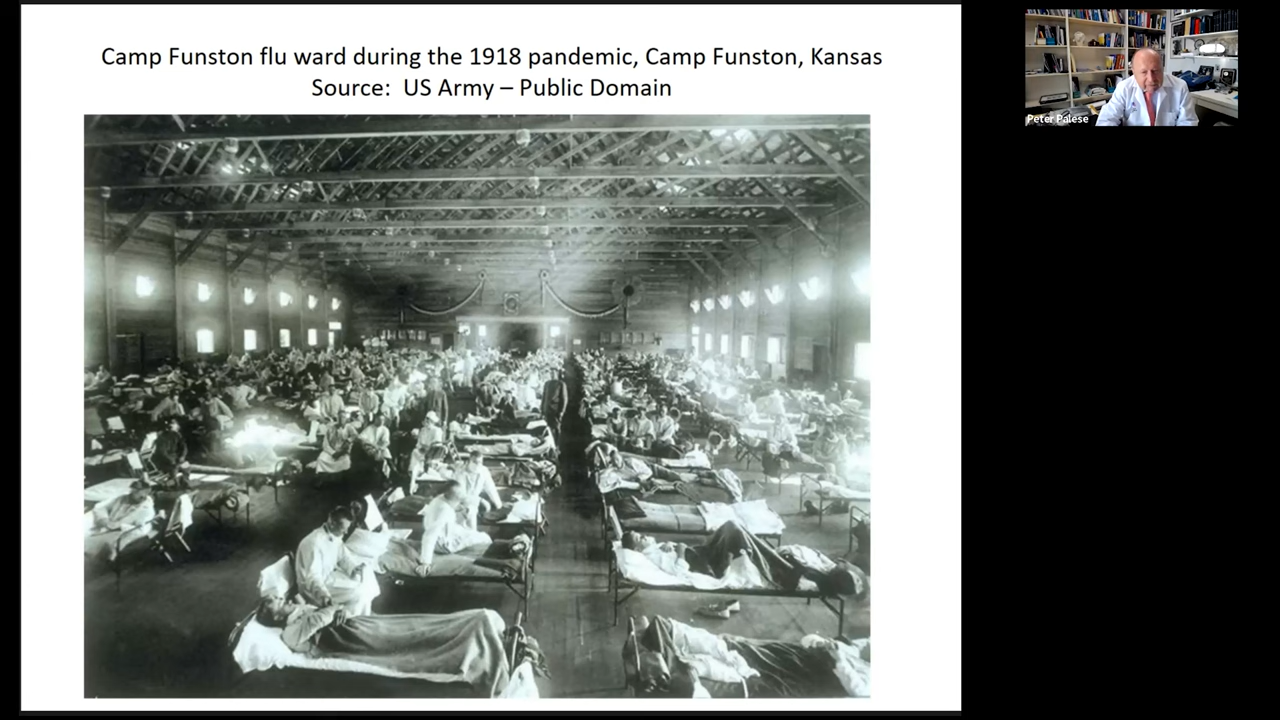 Camp Funston flu ward during the 1918 pandemic, Camp Funston, Kansas
Source:  US Army – Public Domain
Peter Palese